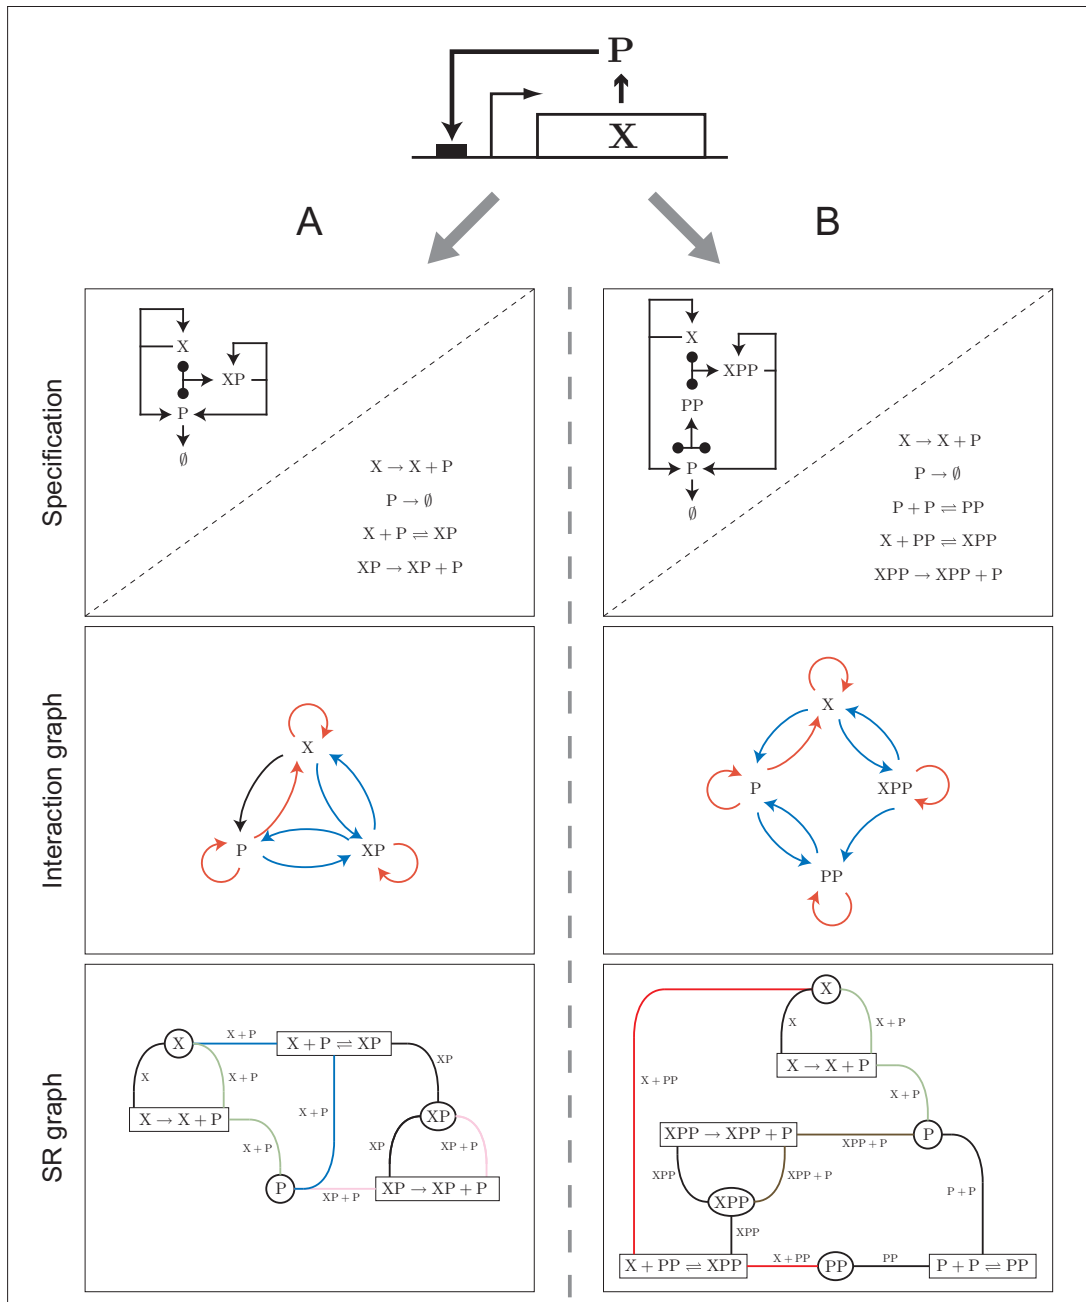 P
X
A
B
Specification
X
XP
P
∅
X → X + P
P → ∅
X + P ⇌ XP
XP → XP + P
X
XPP
PP
P
∅
X → X + P
P → ∅
P + P ⇌ PP
X + PP ⇌ XPP
XPP → XPP + P
Interaction graph
X
P
XP
X
P
XPP
PP
SR graph
X
X + P
X + P ⇌ XP
XP
X
X + P
X + P
X → X + P
XP
X + P
XP
XP + P
P
XP + P
XP → XP + P
X
X
X + P
X → X + P
X + PP
X + P
XPP → XPP + P
XPP + P
P
XPP
XPP + P
P + P
XPP
XPP
X + PP ⇌ XPP
X + PP
PP
PP
P + P ⇌ PP